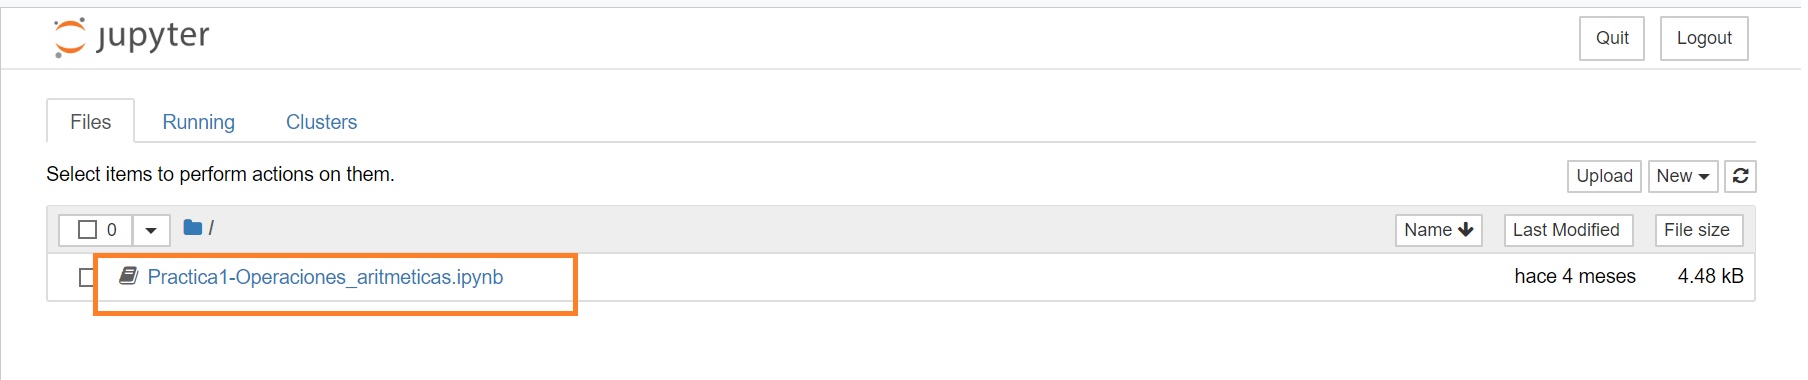 jupyter
Quit Logout
Files Running Clusters
Select items to perform actions on them.
Upload New
0 / Name Last Modified File size
Practica1-Operaciones_aritmeticas.ipynb hace 4 meses 4.48 kB